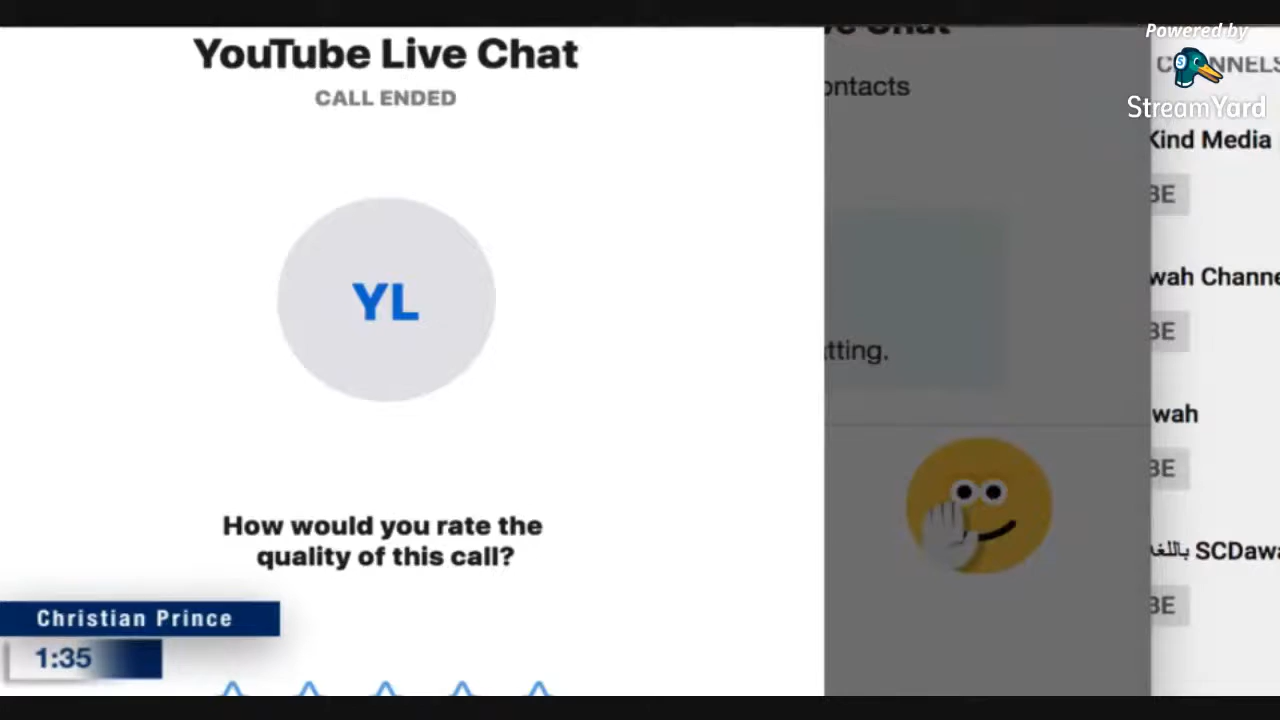 YouTube Live Chat
CALL ENDED
YL
How would you rate the
quality of this call?
Christian Prince
1:35
ontacts
tting.
Powered by
StreamYard
Kind Media
BE
wah Channe
BE
wah
BE
باللغ SCDawa
BE